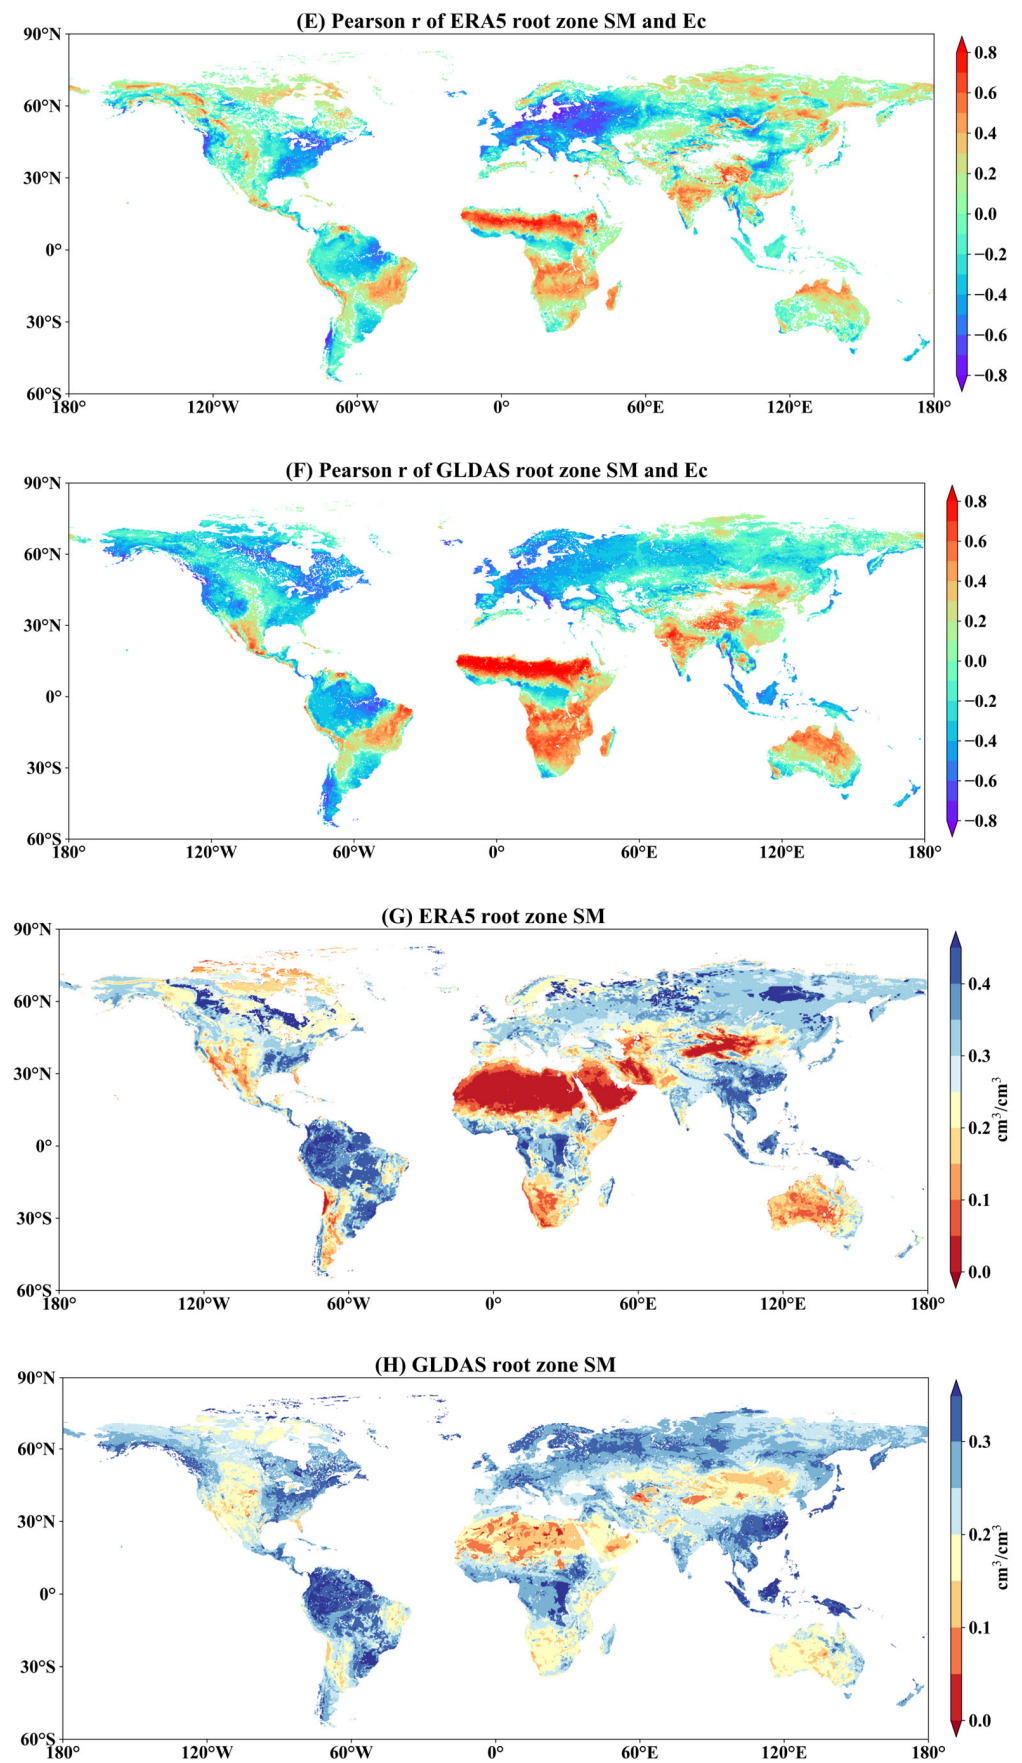 (E) Pearson r of ERA5 root zone SM and Ec
90°N
60°N
30°N
0°
30°S
60°S
180°
120°W
60°W
0°
60°E
120°E
180°
0.8
0.6
0.4
0.2
0.0
−0.2
−0.4
−0.6
−0.8
(F) Pearson r of GLDAS root zone SM and Ec
90°N
60°N
30°N
0°
30°S
60°S
180°
120°W
60°W
0°
60°E
120°E
180°
0.8
0.6
0.4
0.2
0.0
−0.2
−0.4
−0.6
−0.8
(G) ERA5 root zone SM
90°N
60°N
30°N
0°
30°S
60°S
180°
120°W
60°W
0°
60°E
120°E
180°
0.4
0.3
0.2
0.1
0.0
cm³/cm³
(H) GLDAS root zone SM
90°N
60°N
30°N
0°
30°S
60°S
180°
120°W
60°W
0°
60°E
120°E
180°
0.3
0.2
0.1
0.0
cm³/cm³